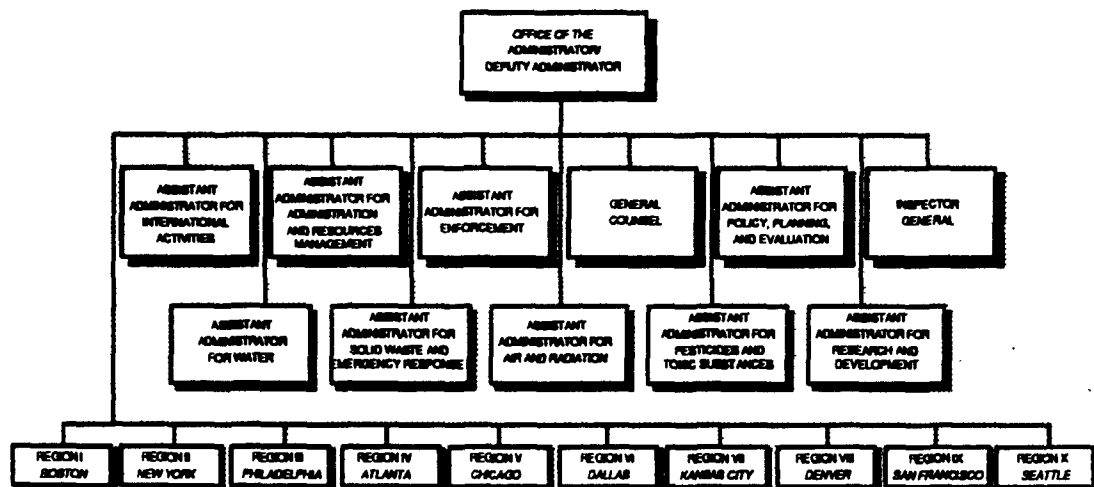 OFFICE OF THE
ADMINISTRATOR/
DEPUTY ADMINISTRATOR
ASSISTANT
ADMINISTRATOR FOR
INTERNATIONAL
ACTIVITIES
ASSISTANT
ADMINISTRATOR FOR
ADMINISTRATION
AND RESOURCES
MANAGEMENT
ASSISTANT
ADMINISTRATOR FOR
ENFORCEMENT
GENERAL
COUNSEL
ASSISTANT
ADMINISTRATOR FOR
POLICY, PLANNING,
AND EVALUATION
INSPECTOR
GENERAL
ASSISTANT
ADMINISTRATOR
FOR WATER
ASSISTANT
ADMINISTRATOR FOR
SOLID WASTE AND
EMERGENCY RESPONSE
ASSISTANT
ADMINISTRATOR FOR
AIR AND RADIATION
ASSISTANT
ADMINISTRATOR FOR
PESTICIDES AND
TOXIC SUBSTANCES
ASSISTANT
ADMINISTRATOR FOR
RESEARCH AND
DEVELOPMENT
REGION I
BOSTON
REGION II
NEW YORK
REGION III
PHILADELPHIA
REGION IV
ATLANTA
REGION V
CHICAGO
REGION VI
DALLAS
REGION VII
KANSAS CITY
REGION VIII
DENVER
REGION IX
SAN FRANCISCO
REGION X
SEATTLE